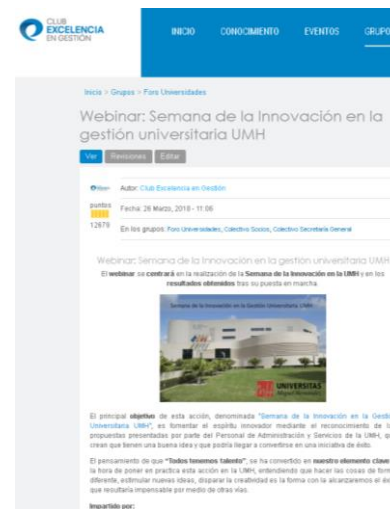 CLUB
EXCELENCIA
EN GESTIÓN
INICIO CONOCIMIENTO EVENTOS GRUPO
Inicio > Grupos > Foro Universidades
Webinar: Semana de la Innovación en la
gestión universitaria UMH
Ver Revisiones Editar
Autor: Club Excelencia en Gestión
puntos
Fecha: 26 Marzo, 2018 - 11:06
12678
En los grupos: Foro Universidades, Colectivo Socios, Colectivo Secretaría General
Webinar: Semana de la Innovación en la gestión universitaria UMH
El webinar se centrará en la realización de la Semana de la Innovación en la UMH y en los
resultados obtenidos tras su puesta en marcha.
Semana de la Innovación en la Gestión Universitaria UMH
UNIVERSITAS
Miguel Hernández
El principal objetivo de esta acción, denominada "Semana de la Innovación en la Gestió
Universitaria UMH", es fomentar el espíritu innovador mediante el reconocimiento de l
propuestas presentadas por parte del Personal de Administración y Servicios de la UMH, qu
crean que tienen una buena idea y que podría llegar a convertirse en una iniciativa de éxito.
El pensamiento de que "Todos tenemos talento", se ha convertido en nuestro elemento clave
la hora de poner en practica esta acción en la UMH, entendiendo que hacer las cosas de form
diferente, estimular nuevas ideas, disparar la creatividad es la forma con la alcanzaremos el éx
que resultaría impensable por medio de otras vías.
Impartido por: